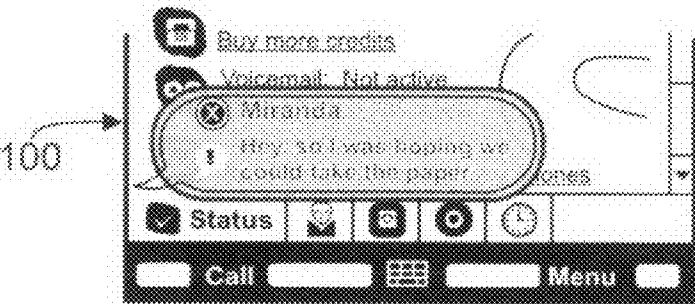 Buy more credits
Voicemail: Not active
Miranda
Hey, so I was hoping we
could take the paper
ones
100
Status
Call Menu